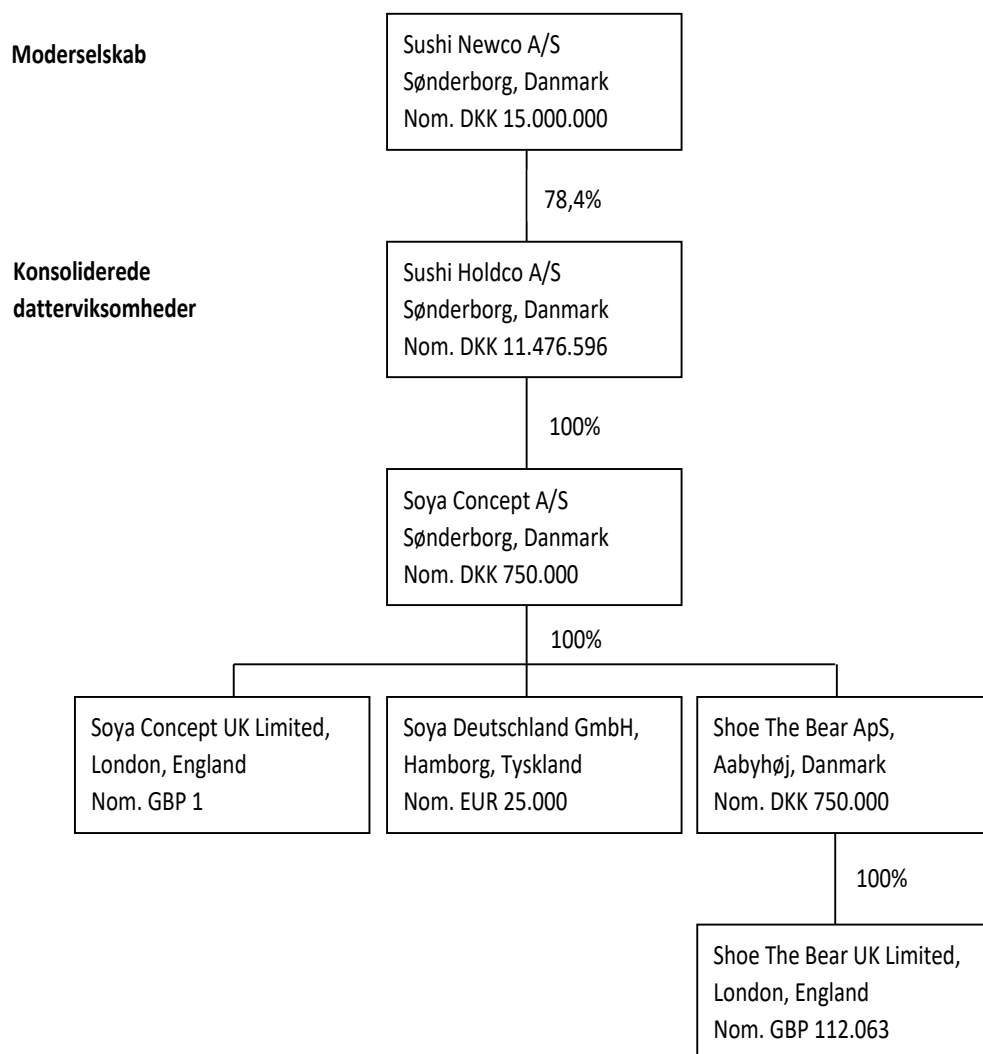 Moderselskab
Sushi Newco A/S
Sønderborg, Danmark
Nom. DKK 15.000.000
78,4%
Konsoliderede
datterviksomheder
Sushi Holdco A/S
Sønderborg, Danmark
Nom. DKK 11.476.596
100%
Soya Concept A/S
Sønderborg, Danmark
Nom. DKK 750.000
100%
Soya Concept UK Limited,
London, England
Nom. GBP 1
Soya Deutschland GmbH,
Hamborg, Tyskland
Nom. EUR 25.000
Shoe The Bear ApS,
Aabyhøj, Danmark
Nom. DKK 750.000
100%
Shoe The Bear UK Limited,
London, England
Nom. GBP 112.063